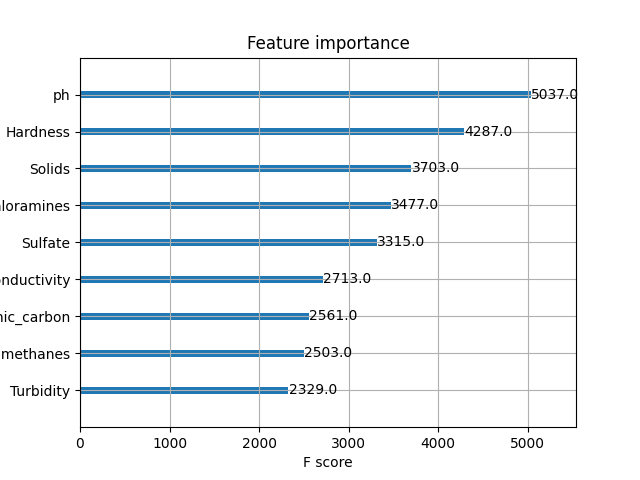 Feature importance
ph
5037.0
Hardness
4287.0
Solids
3703.0
loramines
3477.0
Sulfate
3315.0
onductivity
2713.0
nic_carbon
2561.0
methanes
2503.0
Turbidity
2329.0
0 1000 2000 3000 4000 5000
F score